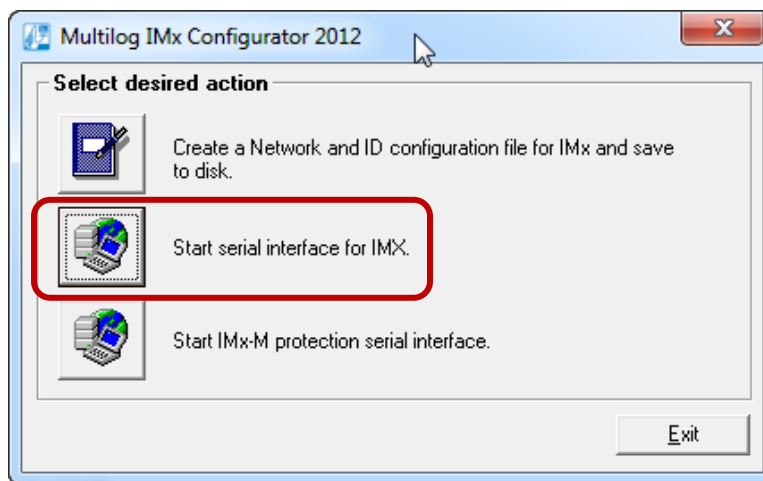 Multilog IMx Configurator 2012
Select desired action
Create a Network and ID configuration file for IMx and save
to disk.
Start serial interface for IMX.
Start IMx-M protection serial interface.
Exit